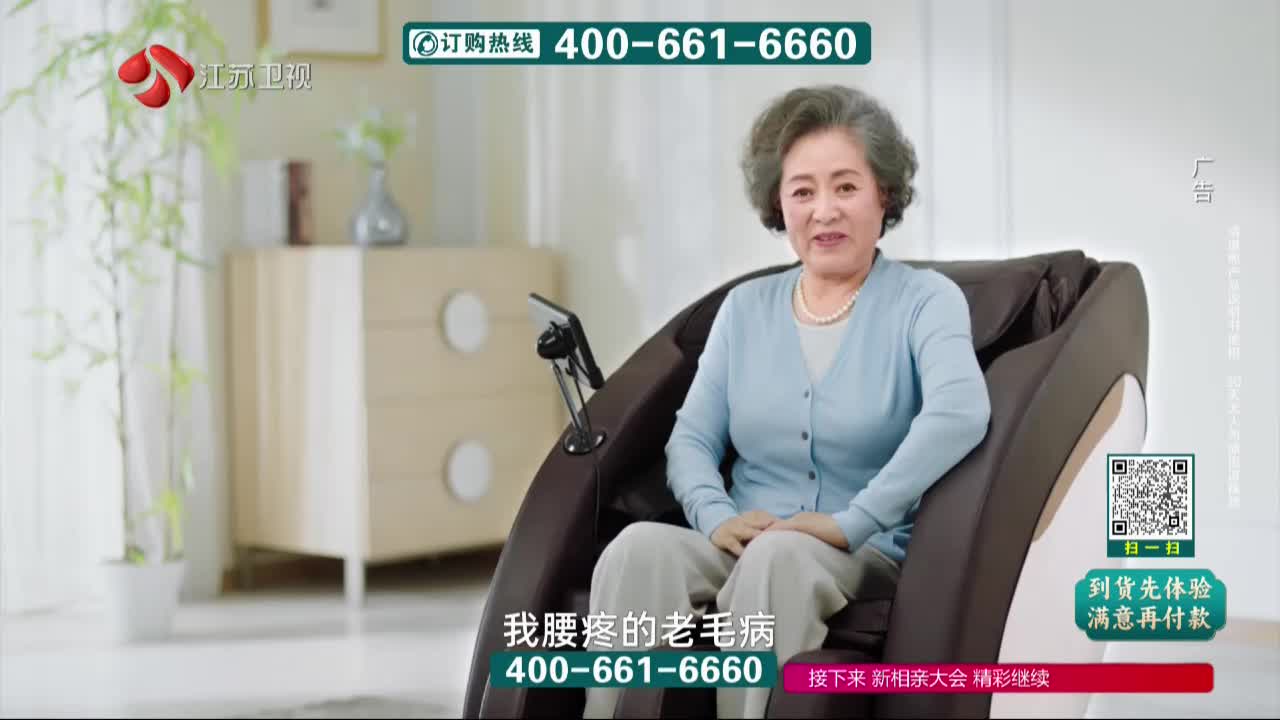 订购热线 400-661-6660
江苏卫视
广告
扫一扫
到货先体验
满意再付款
我腰疼的老毛病
400-661-6660
接下来 新相亲大会 精彩继续